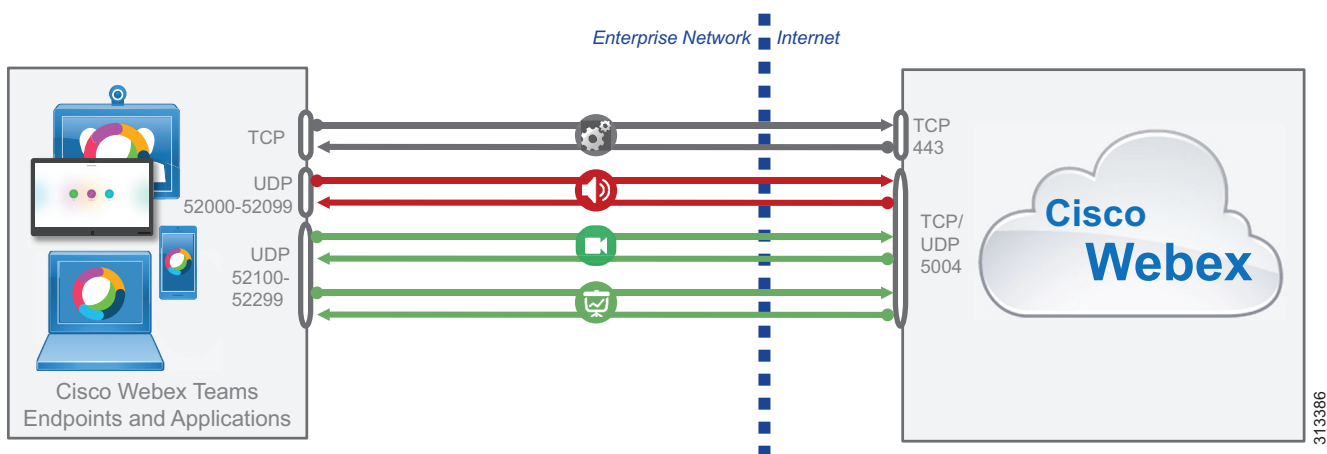 Enterprise Network
Internet
TCP
UDP
52000-52099
UDP
52100-
52299
Cisco Webex Teams
Endpoints and Applications
TCP
443
TCP/
UDP
5004
Cisco
Webex
313386